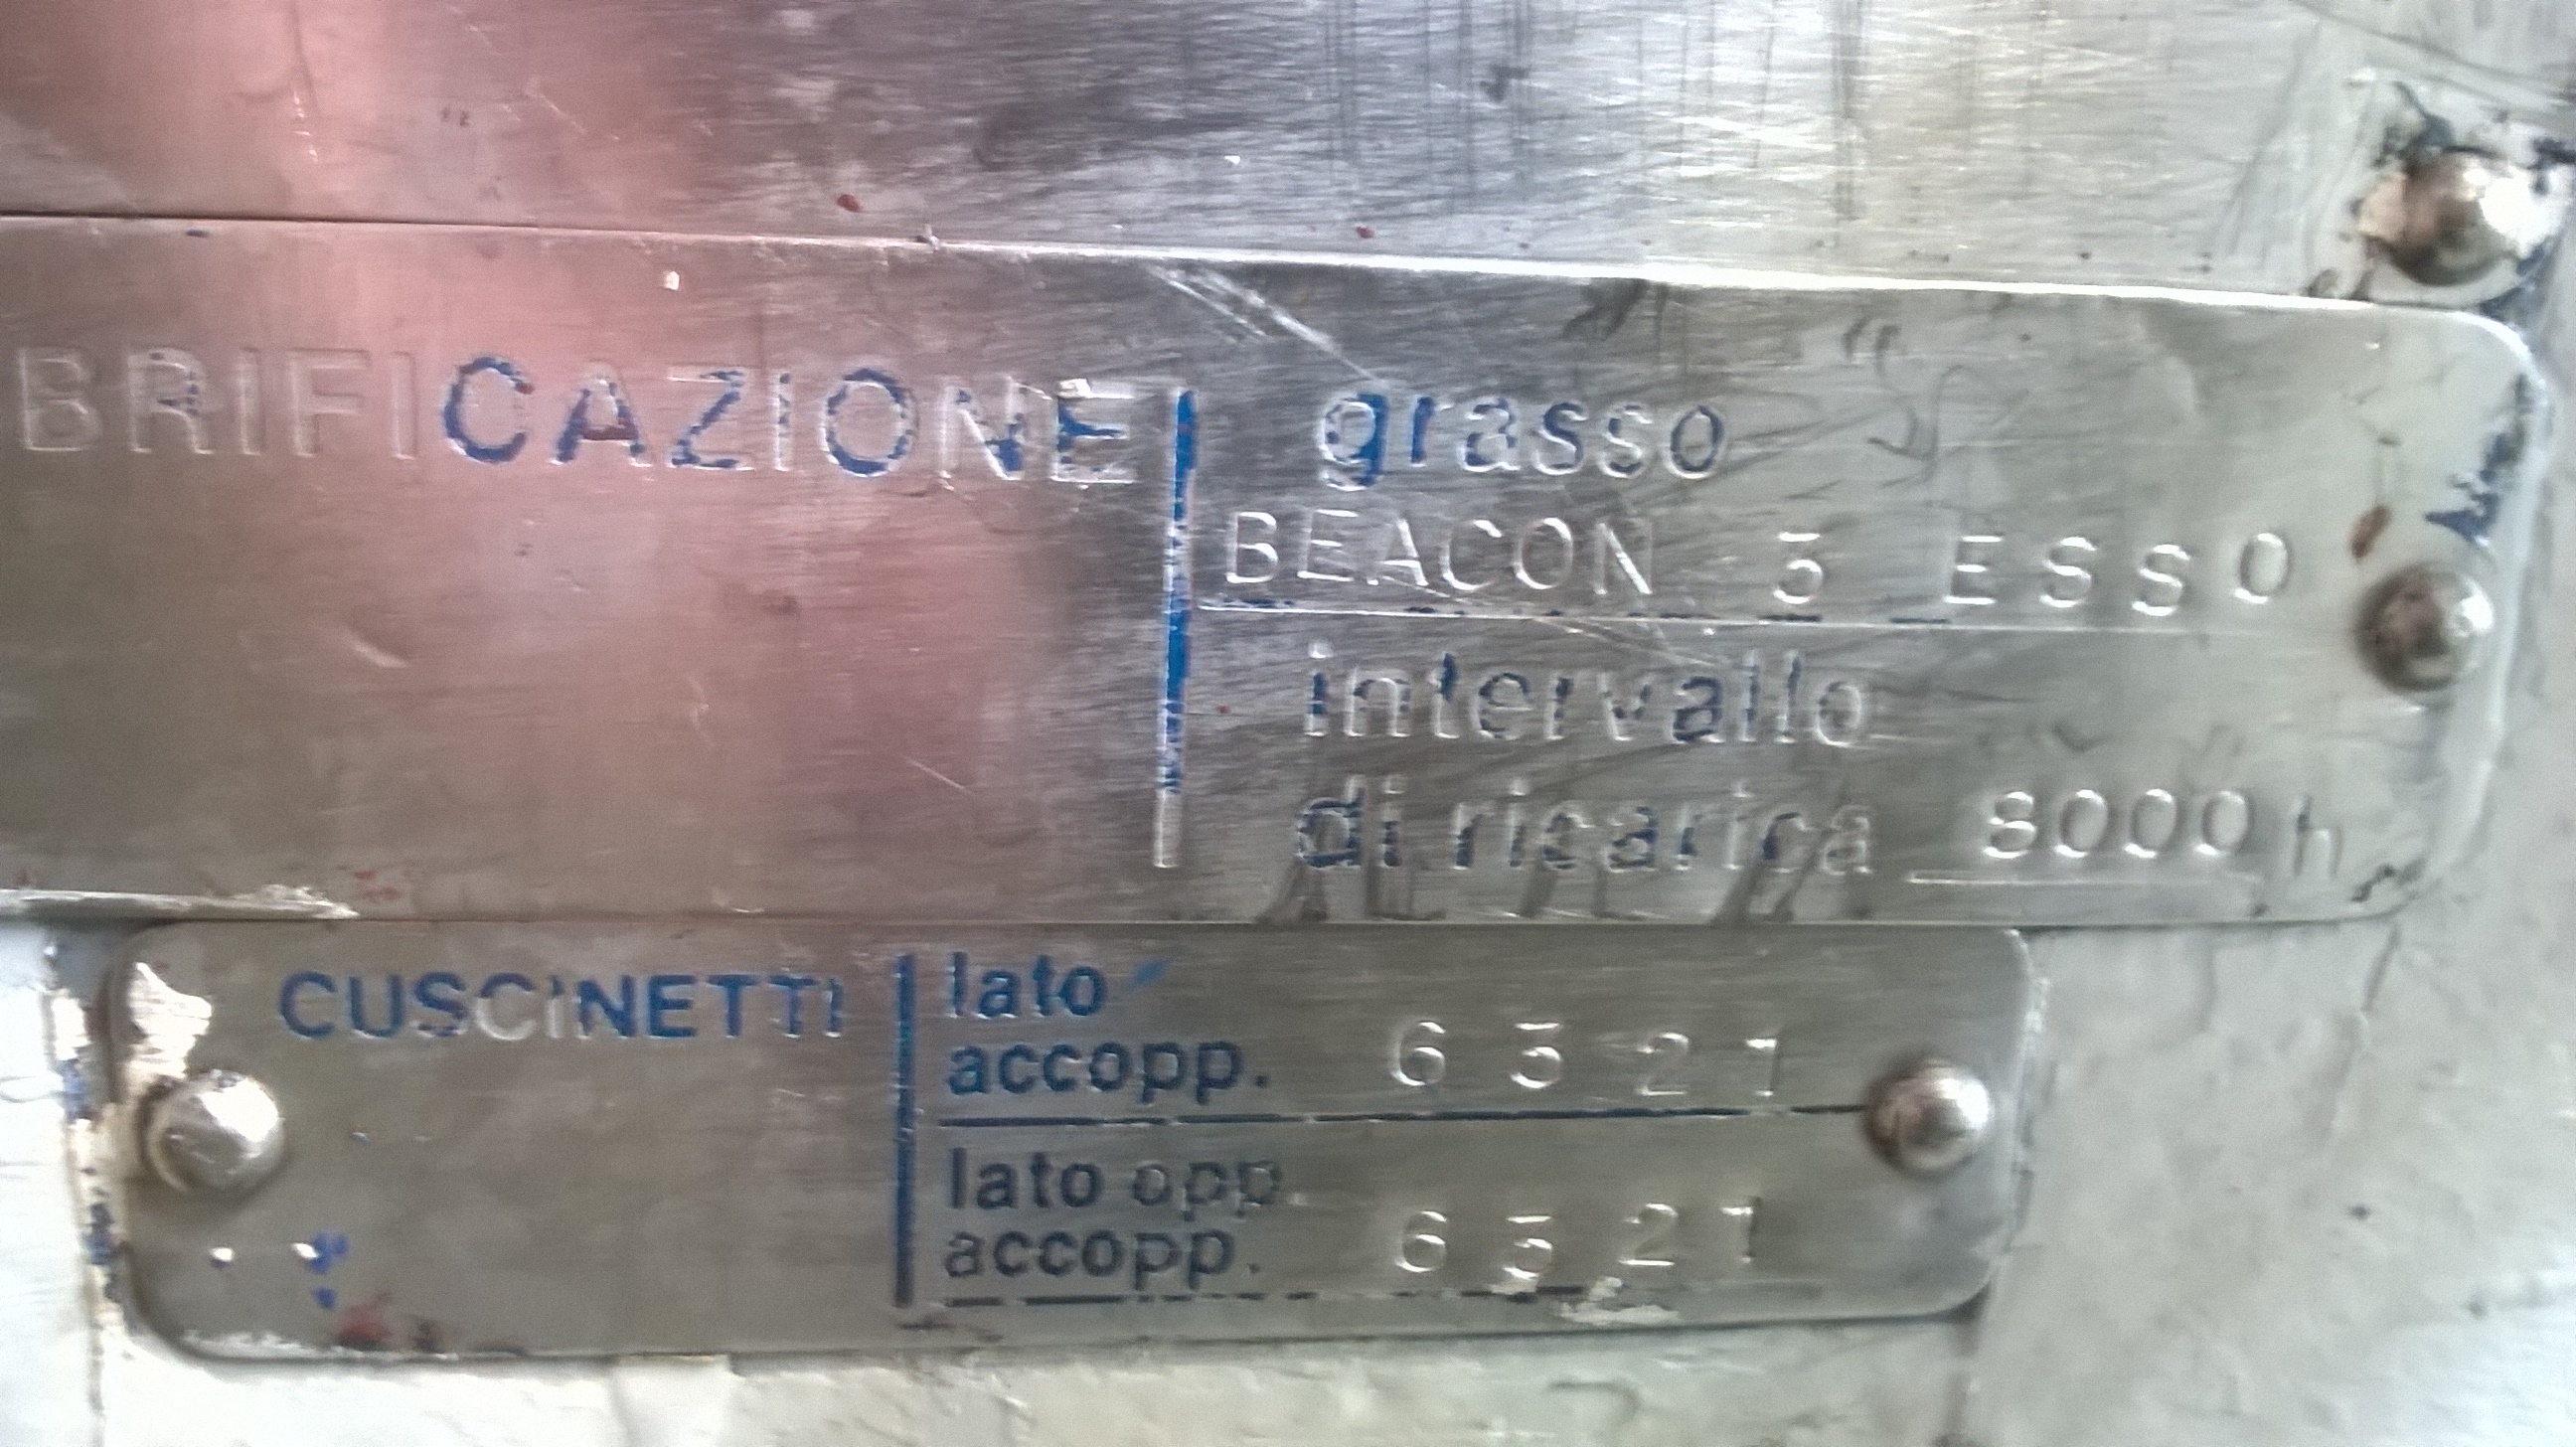 BRIFICAZIONE
grasso
BEACON 3 ESSO
intervallo
di ricarica 8000 h
CUSCINETTI
lato
accopp. 6321
lato opp.
accopp. 6321